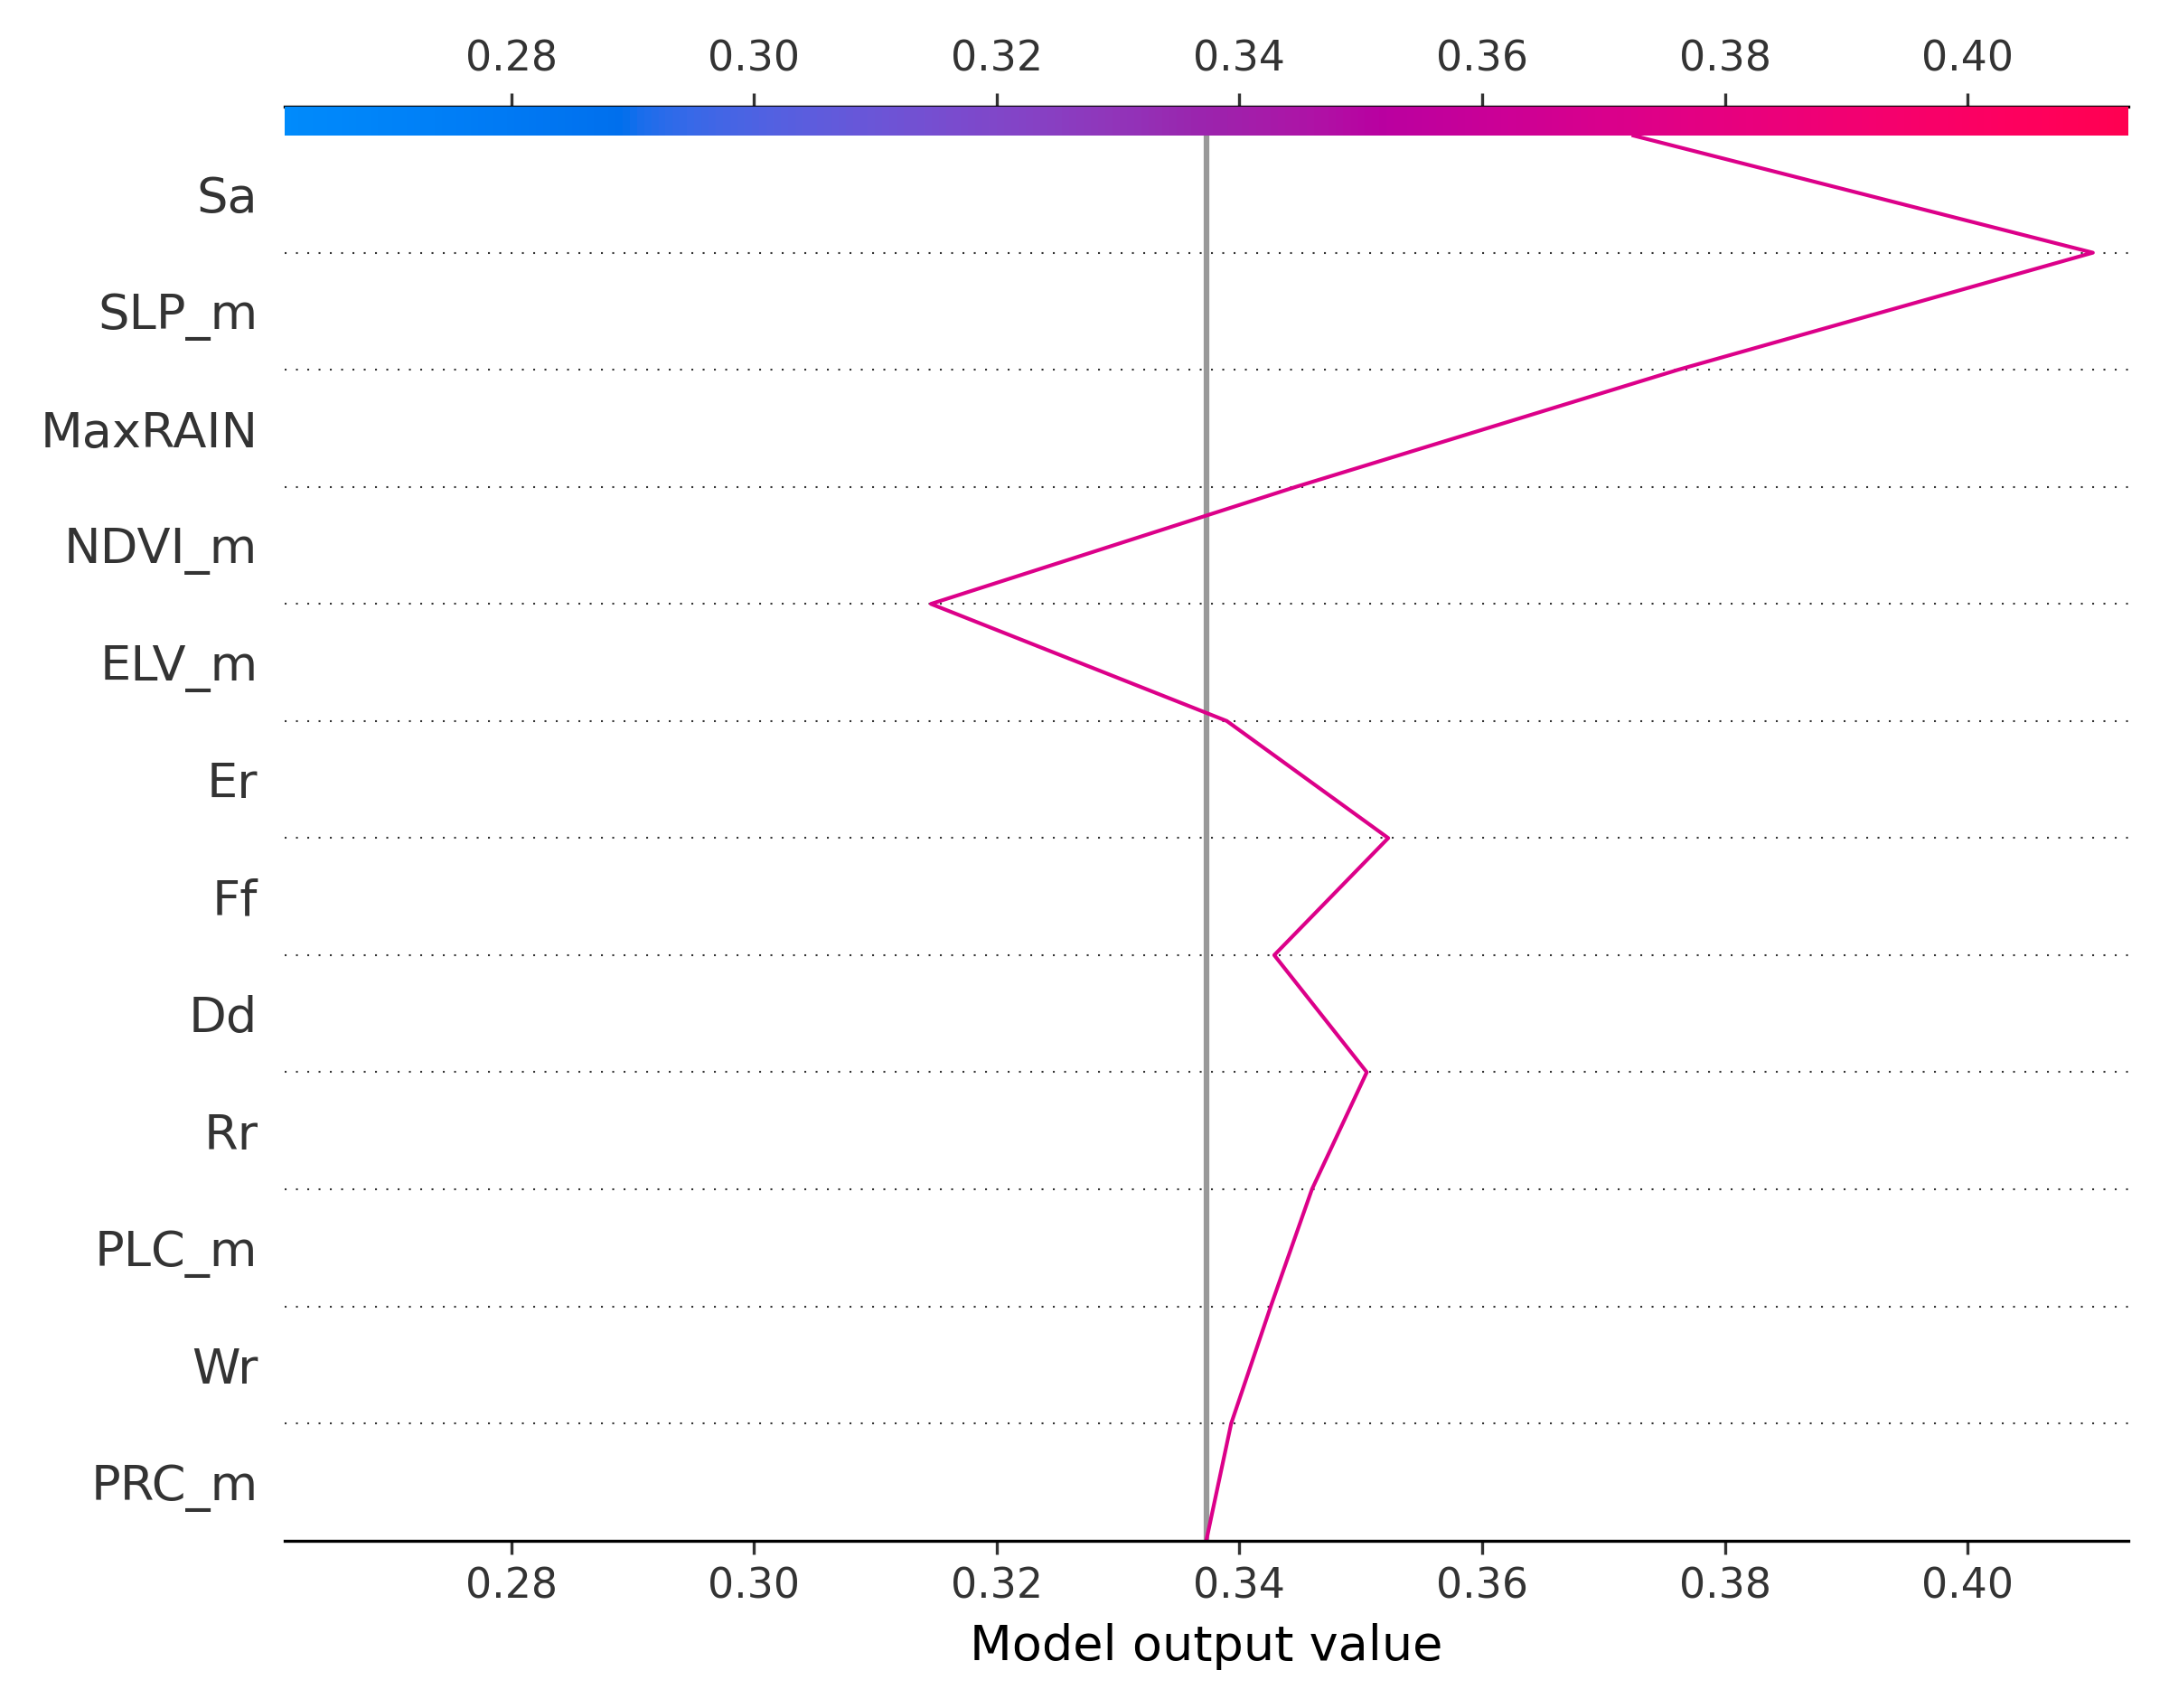 0.28 0.30 0.32 0.34 0.36 0.38 0.40
Sa
SLP_m
MaxRAIN
NDVI_m
ELV_m
Er
Ff
Dd
Rr
PLC_m
Wr
PRC_m
0.28 0.30 0.32 0.34 0.36 0.38 0.40
Model output value